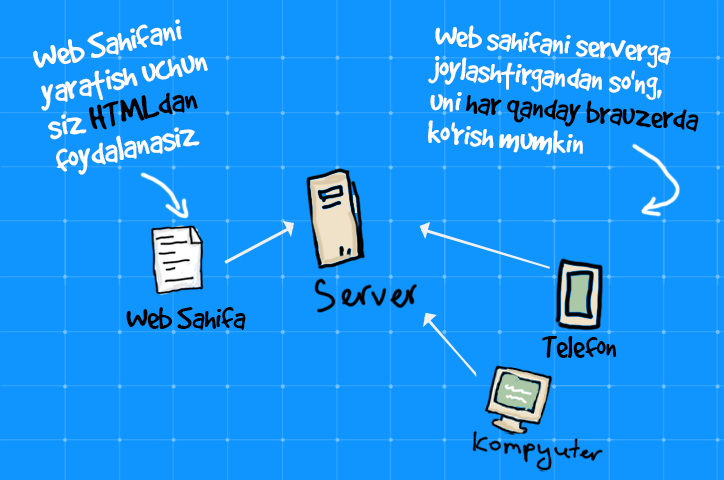 Web Sahifani
yaratish uchun
siz HTMLdan
foydalanasiz
Web sahifani serverga
joylashtirgandan so'ng,
uni har qanday brauzerda
ko'rish mumkin
Server
Web Sahifa
Telefon
Kompyuter